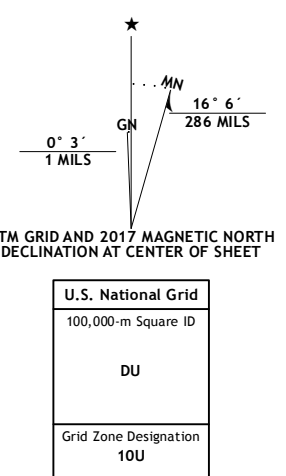 ★
MN
16° 6´
286 MILS
GN
0° 3´
1 MILS
TM GRID AND 2017 MAGNETIC NORTH
DECLINATION AT CENTER OF SHEET
U.S. National Grid
100,000-m Square ID
DU
Grid Zone Designation
10U